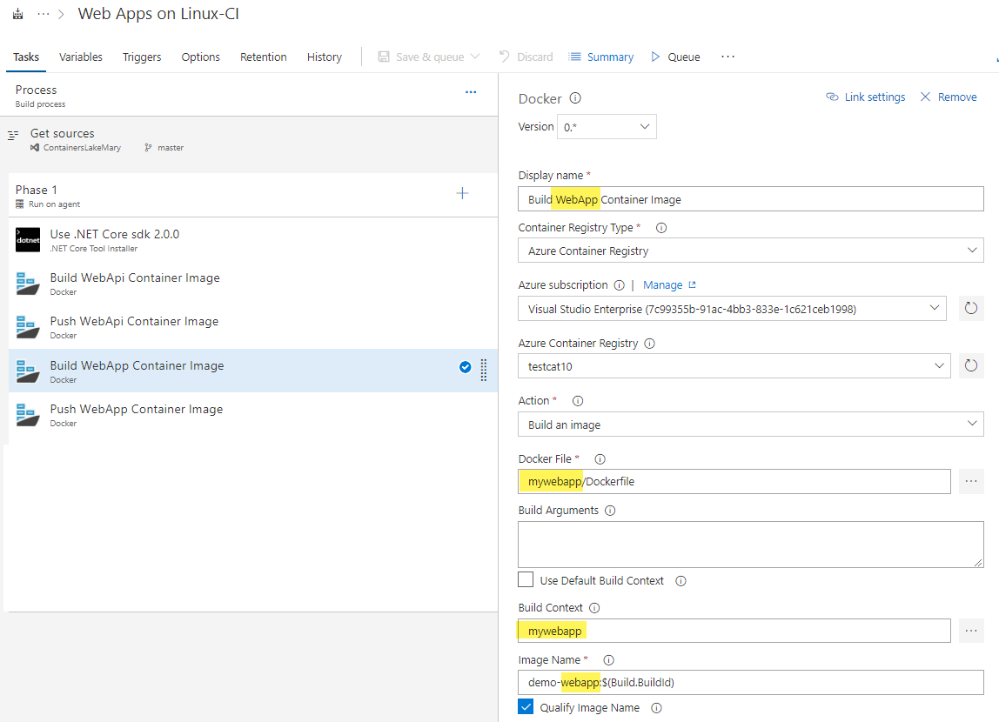 ··· > Web Apps on Linux-CI
Tasks Variables Triggers Options Retention History Save & queue Discard Summary Queue ···
Process ···
Build process
Get sources
ContainersLakeMary master
Phase 1
Run on agent
Use .NET Core sdk 2.0.0
>
dotnet
.NET Core Tool Installer
Build WebApi Container Image
Docker
Push WebApi Container Image
Docker
Build WebApp Container Image
Docker
Push WebApp Container Image
Docker
Docker Link settings Remove
Version 0.*
Display name *
Build WebApp Container Image
Container Registry Type *
Azure Container Registry
Azure subscription | Manage
Visual Studio Enterprise (7c99355b-91ac-4bb3-833e-1c621ceb1998)
Azure Container Registry
testcat10
Action *
Build an image
Docker File *
mywebapp/Dockerfile ···
Build Arguments
Use Default Build Context
Build Context
mywebapp ···
Image Name *
demo-webapp:$(Build.BuildId)
Qualify Image Name